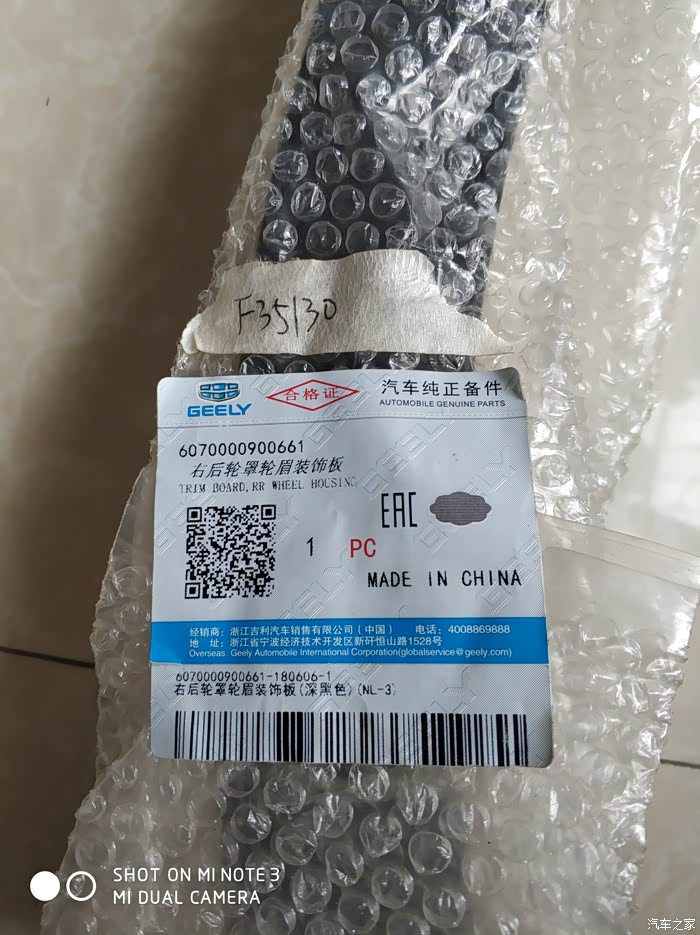 F35130
GEELY
合格证
汽车纯正备件
AUTOMOBILE GENUINE PARTS
6070000900661
右后轮罩轮眉装饰板
TRIM BOARD,RR WHEEL HOUSING
EAC
1 PC
MADE IN CHINA
经销商：浙江吉利汽车销售有限公司（中国） 电话：4008869888
地 址：浙江省宁波经济技术开发区新矸恒山路1528号
Overseas: Geely Automobile International Corporation(globalservice@geely.com)
6070000900661-180606-1
右后轮罩轮眉装饰板(深黑色)(NL-3)
SHOT ON MI NOTE 3
MI DUAL CAMERA
汽车之家